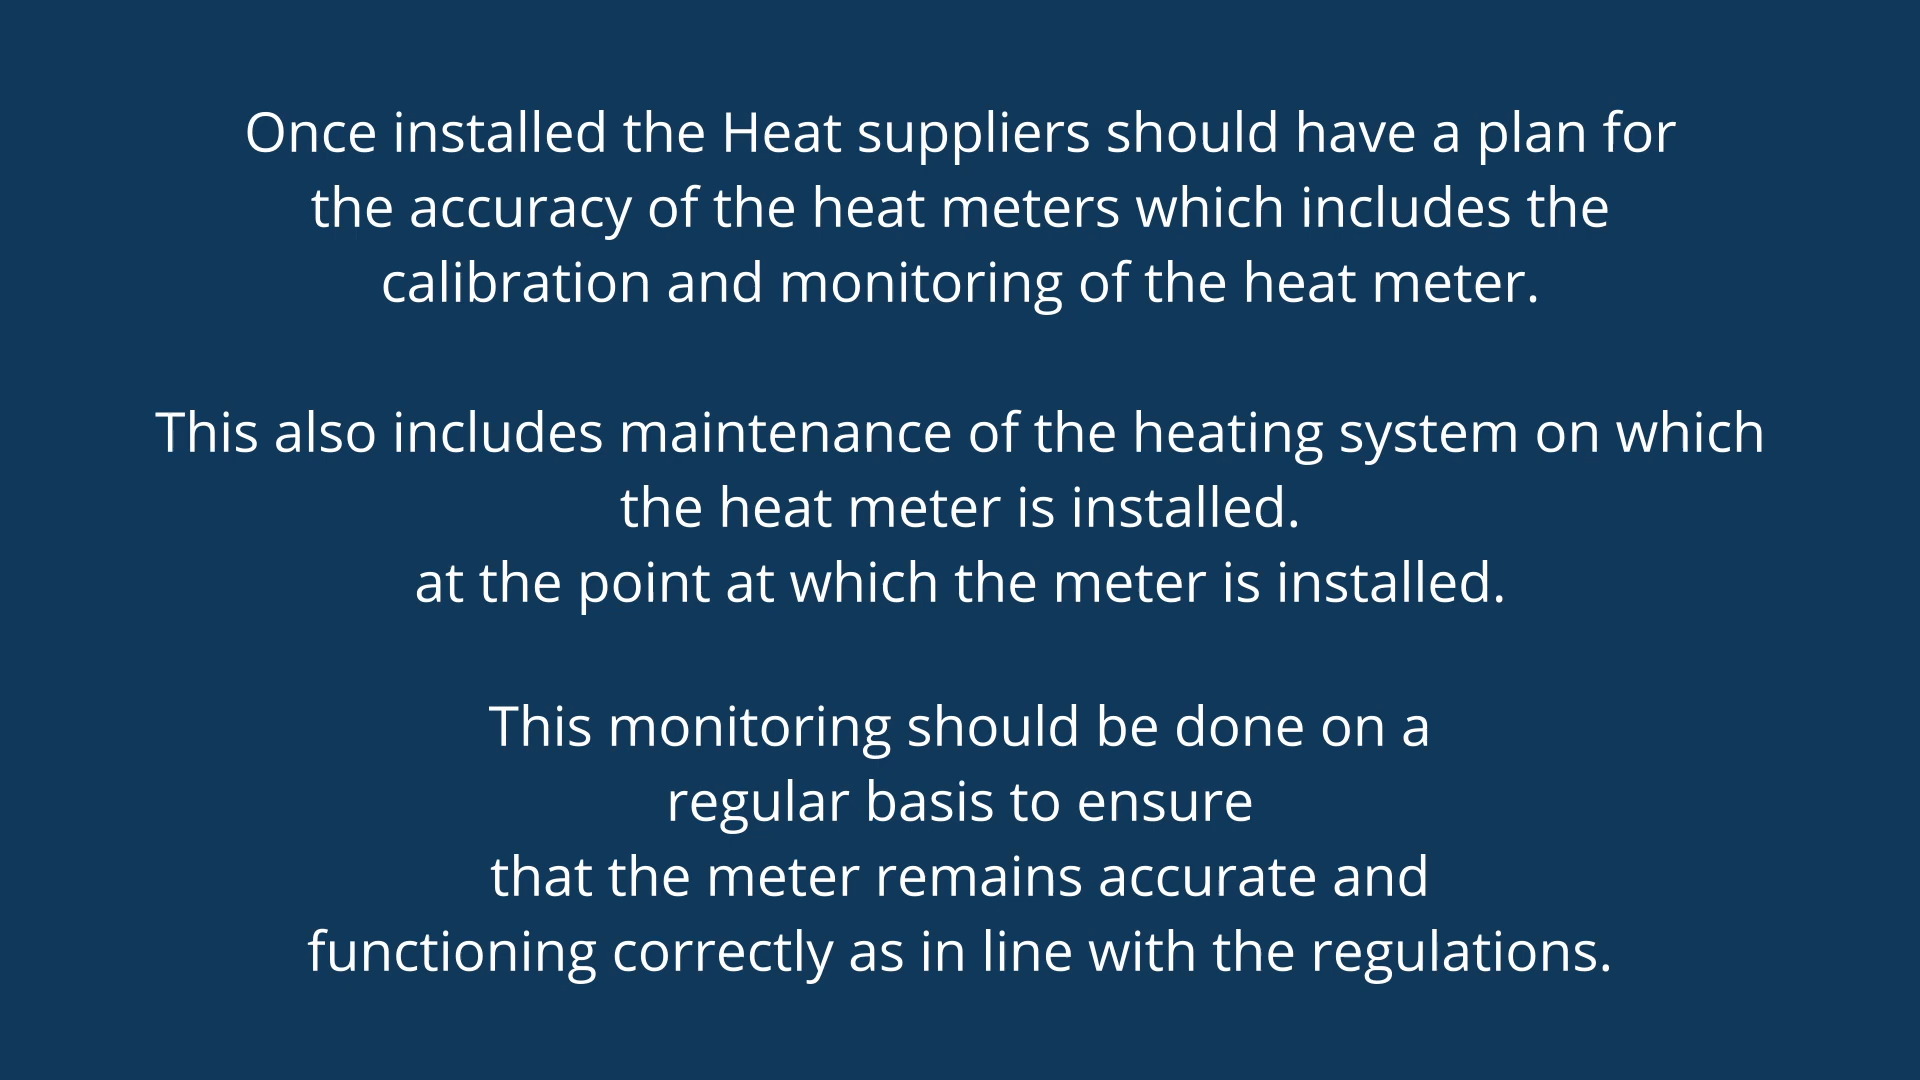 Once installed the Heat suppliers should have a plan for
the accuracy of the heat meters which includes the
calibration and monitoring of the heat meter.
This also includes maintenance of the heating system on which
the heat meter is installed.
at the point at which the meter is installed.
This monitoring should be done on a
regular basis to ensure
that the meter remains accurate and
functioning correctly as in line with the regulations.